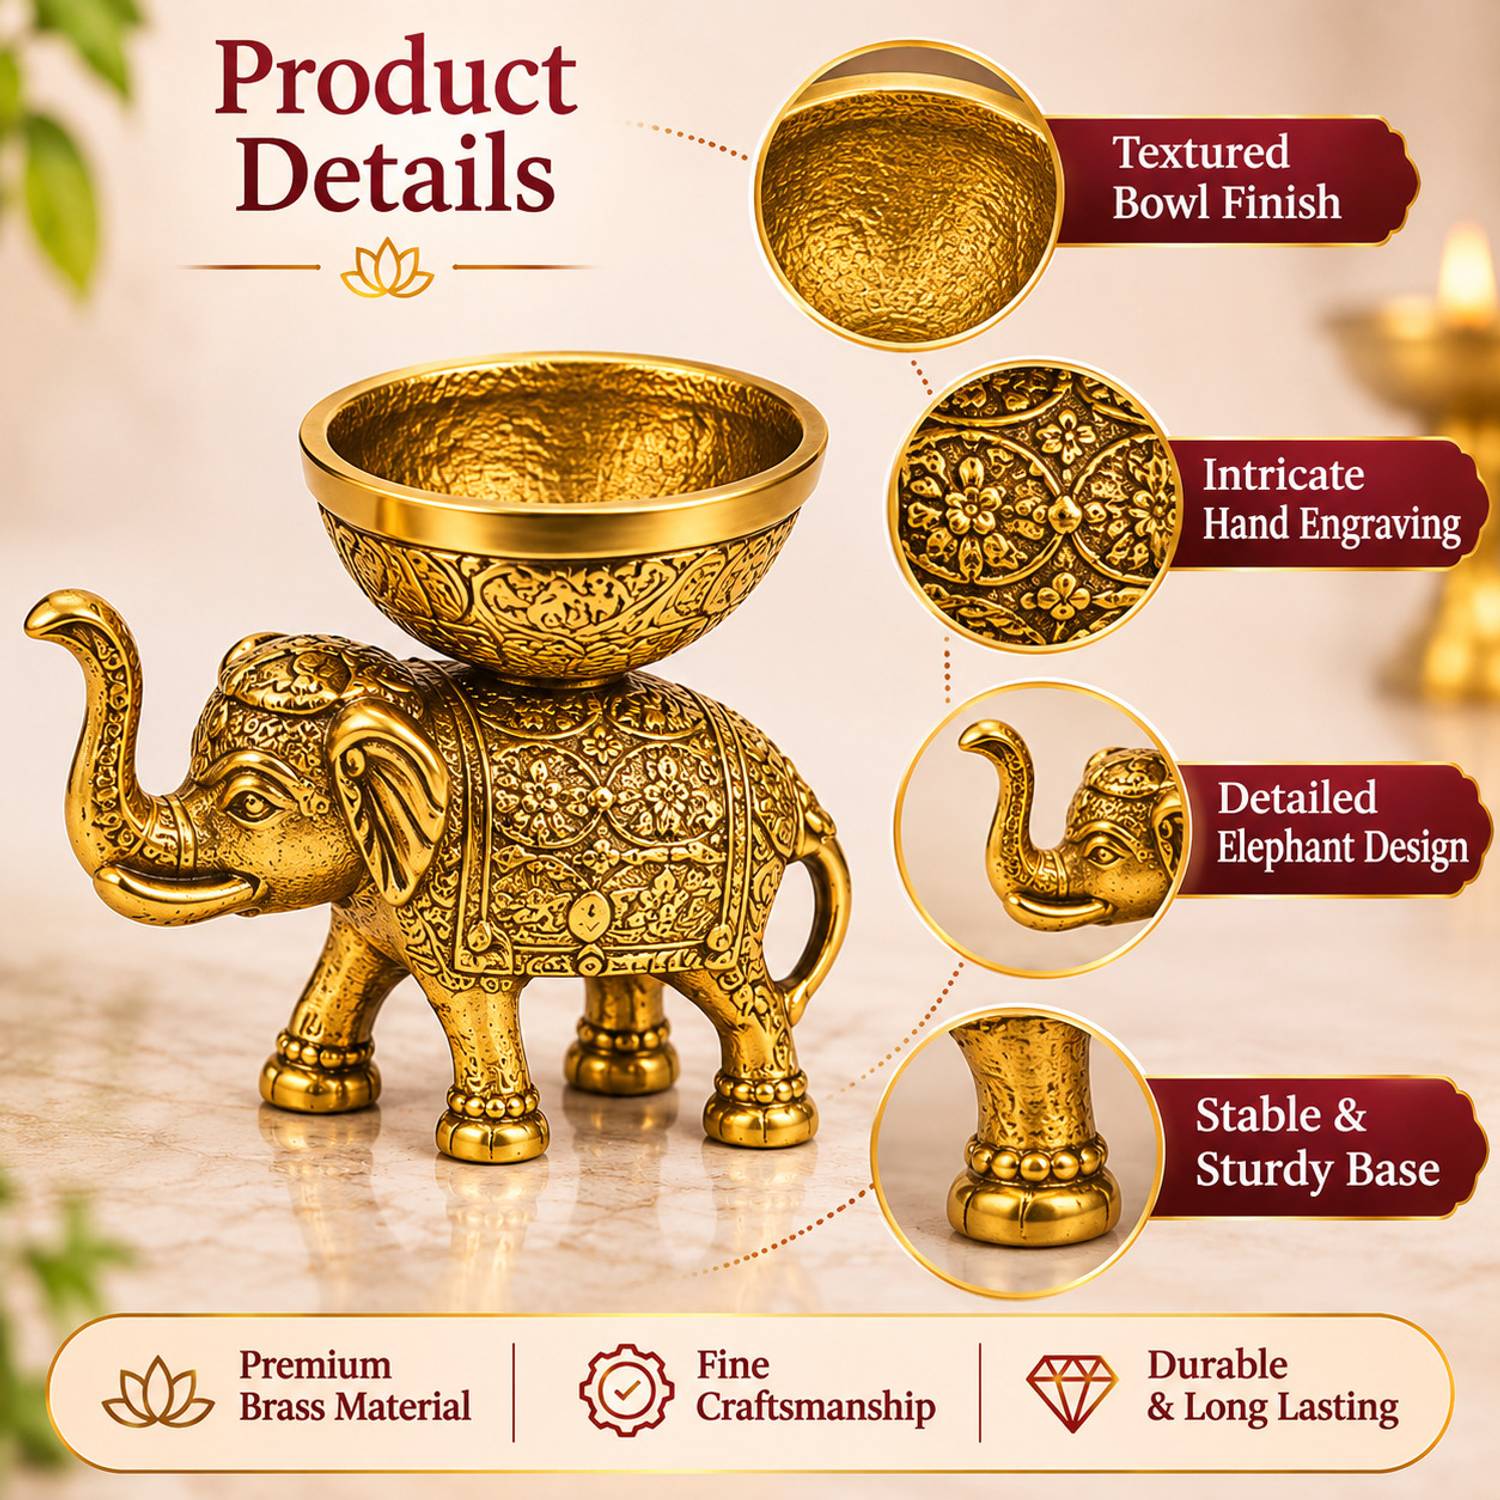 Product
Details
Textured
Bowl Finish
Intricate
Hand Engraving
Detailed
Elephant Design
Stable &
Sturdy Base
Premium
Brass Material
Fine
Craftsmanship
Durable
& Long Lasting